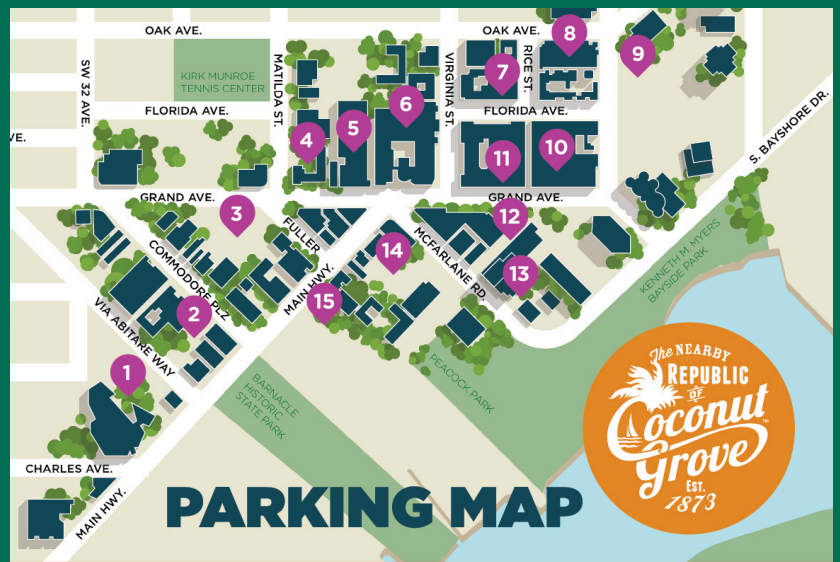 OAK AVE.
OAK AVE.
8
9
KIRK MUNROE
TENNIS CENTER
SW 32 AVE.
MATILDA ST.
VIRGINIA ST.
RICE ST.
7
6
5
4
VE.
FLORIDA AVE.
FLORIDA AVE.
S. BAYSHORE DR.
11
10
GRAND AVE.
GRAND AVE.
3
12
FULLER
14
MCFARLANE RD.
13
COMMODORE PLZ
MAIN HWY.
15
KENNETH M. MYERS
BAYSIDE PARK
VIA ABITARE WAY
2
1
PEACOCK PARK
BARNACLE
HISTORIC
STATE PARK
The NEARBY
REPUBLIC
OF
Coconut
Grove
TM
EST.
1873
CHARLES AVE.
MAIN HWY.
PARKING MAP